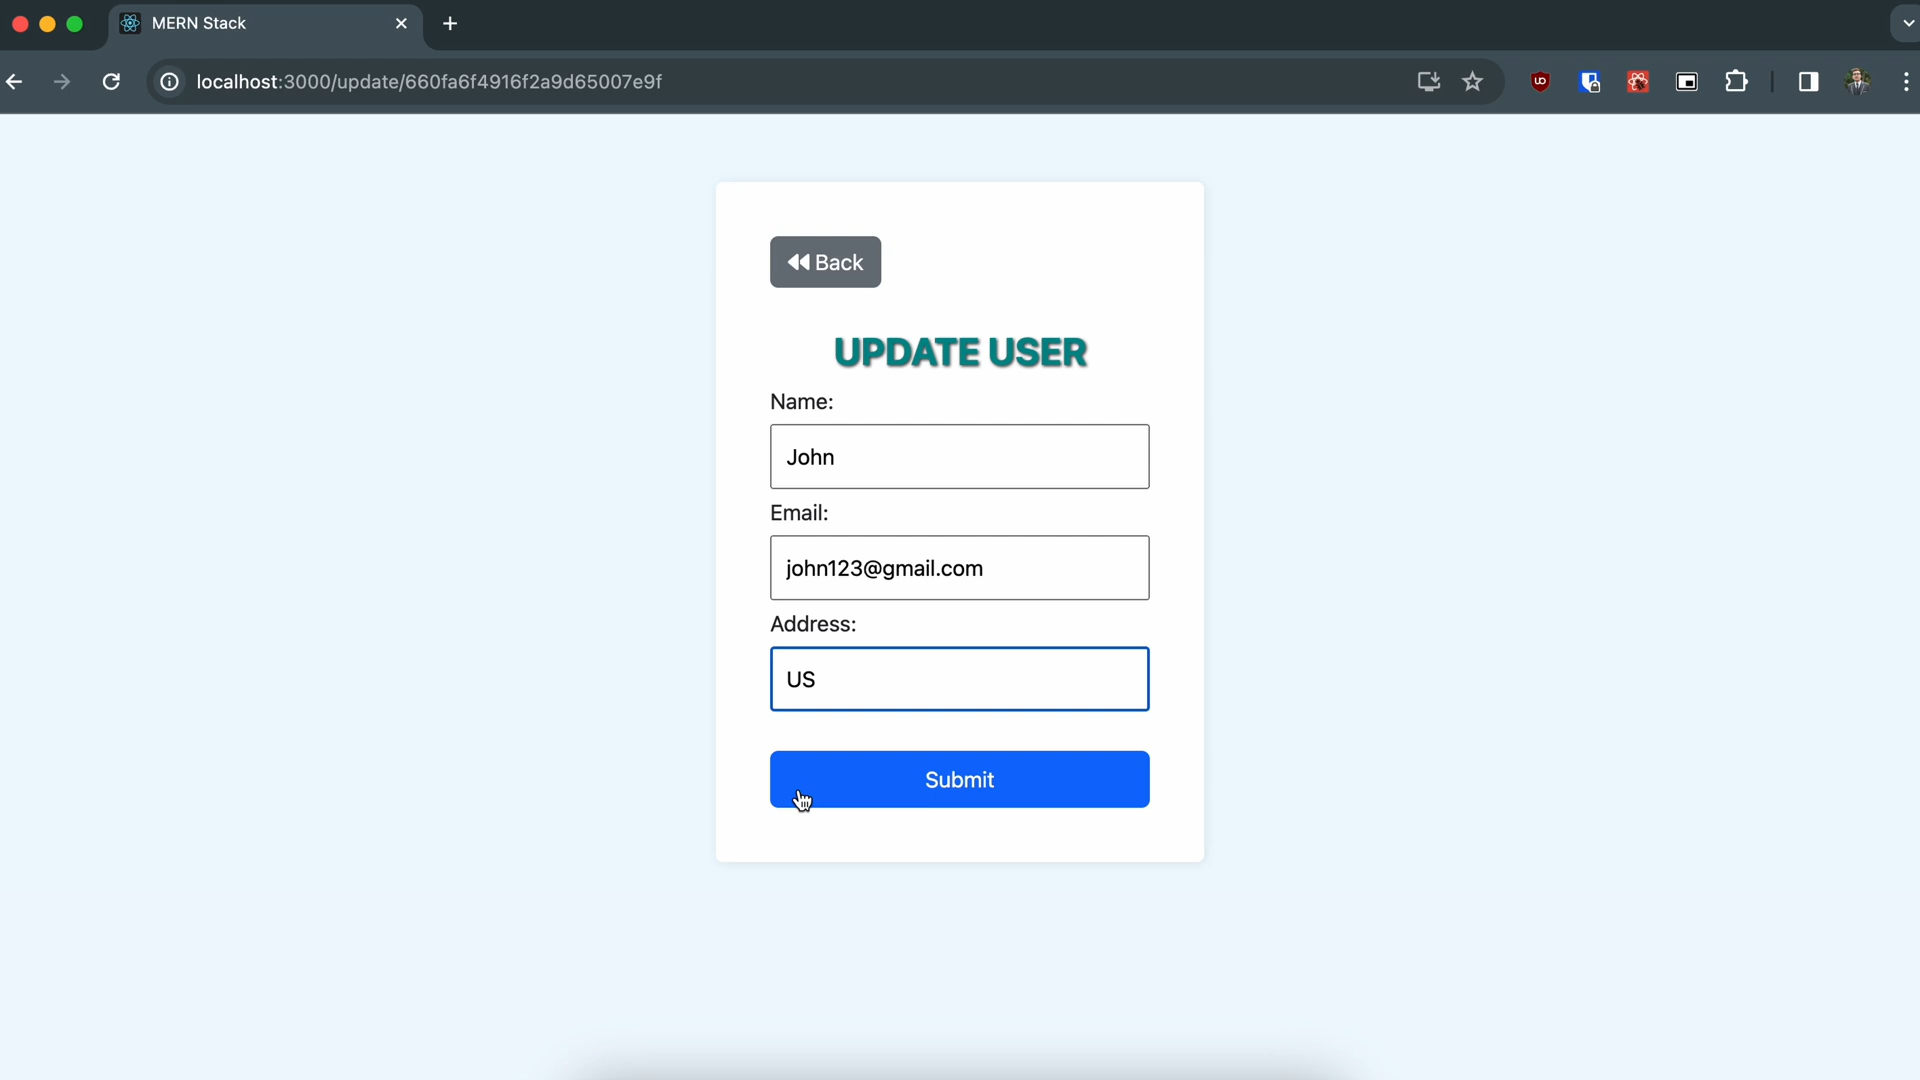 MERN Stack
localhost:3000/update/660fa6f4916f2a9d65007e9f
Back
UPDATE USER
Name:
John
Email:
john123@gmail.com
Address:
US
Submit